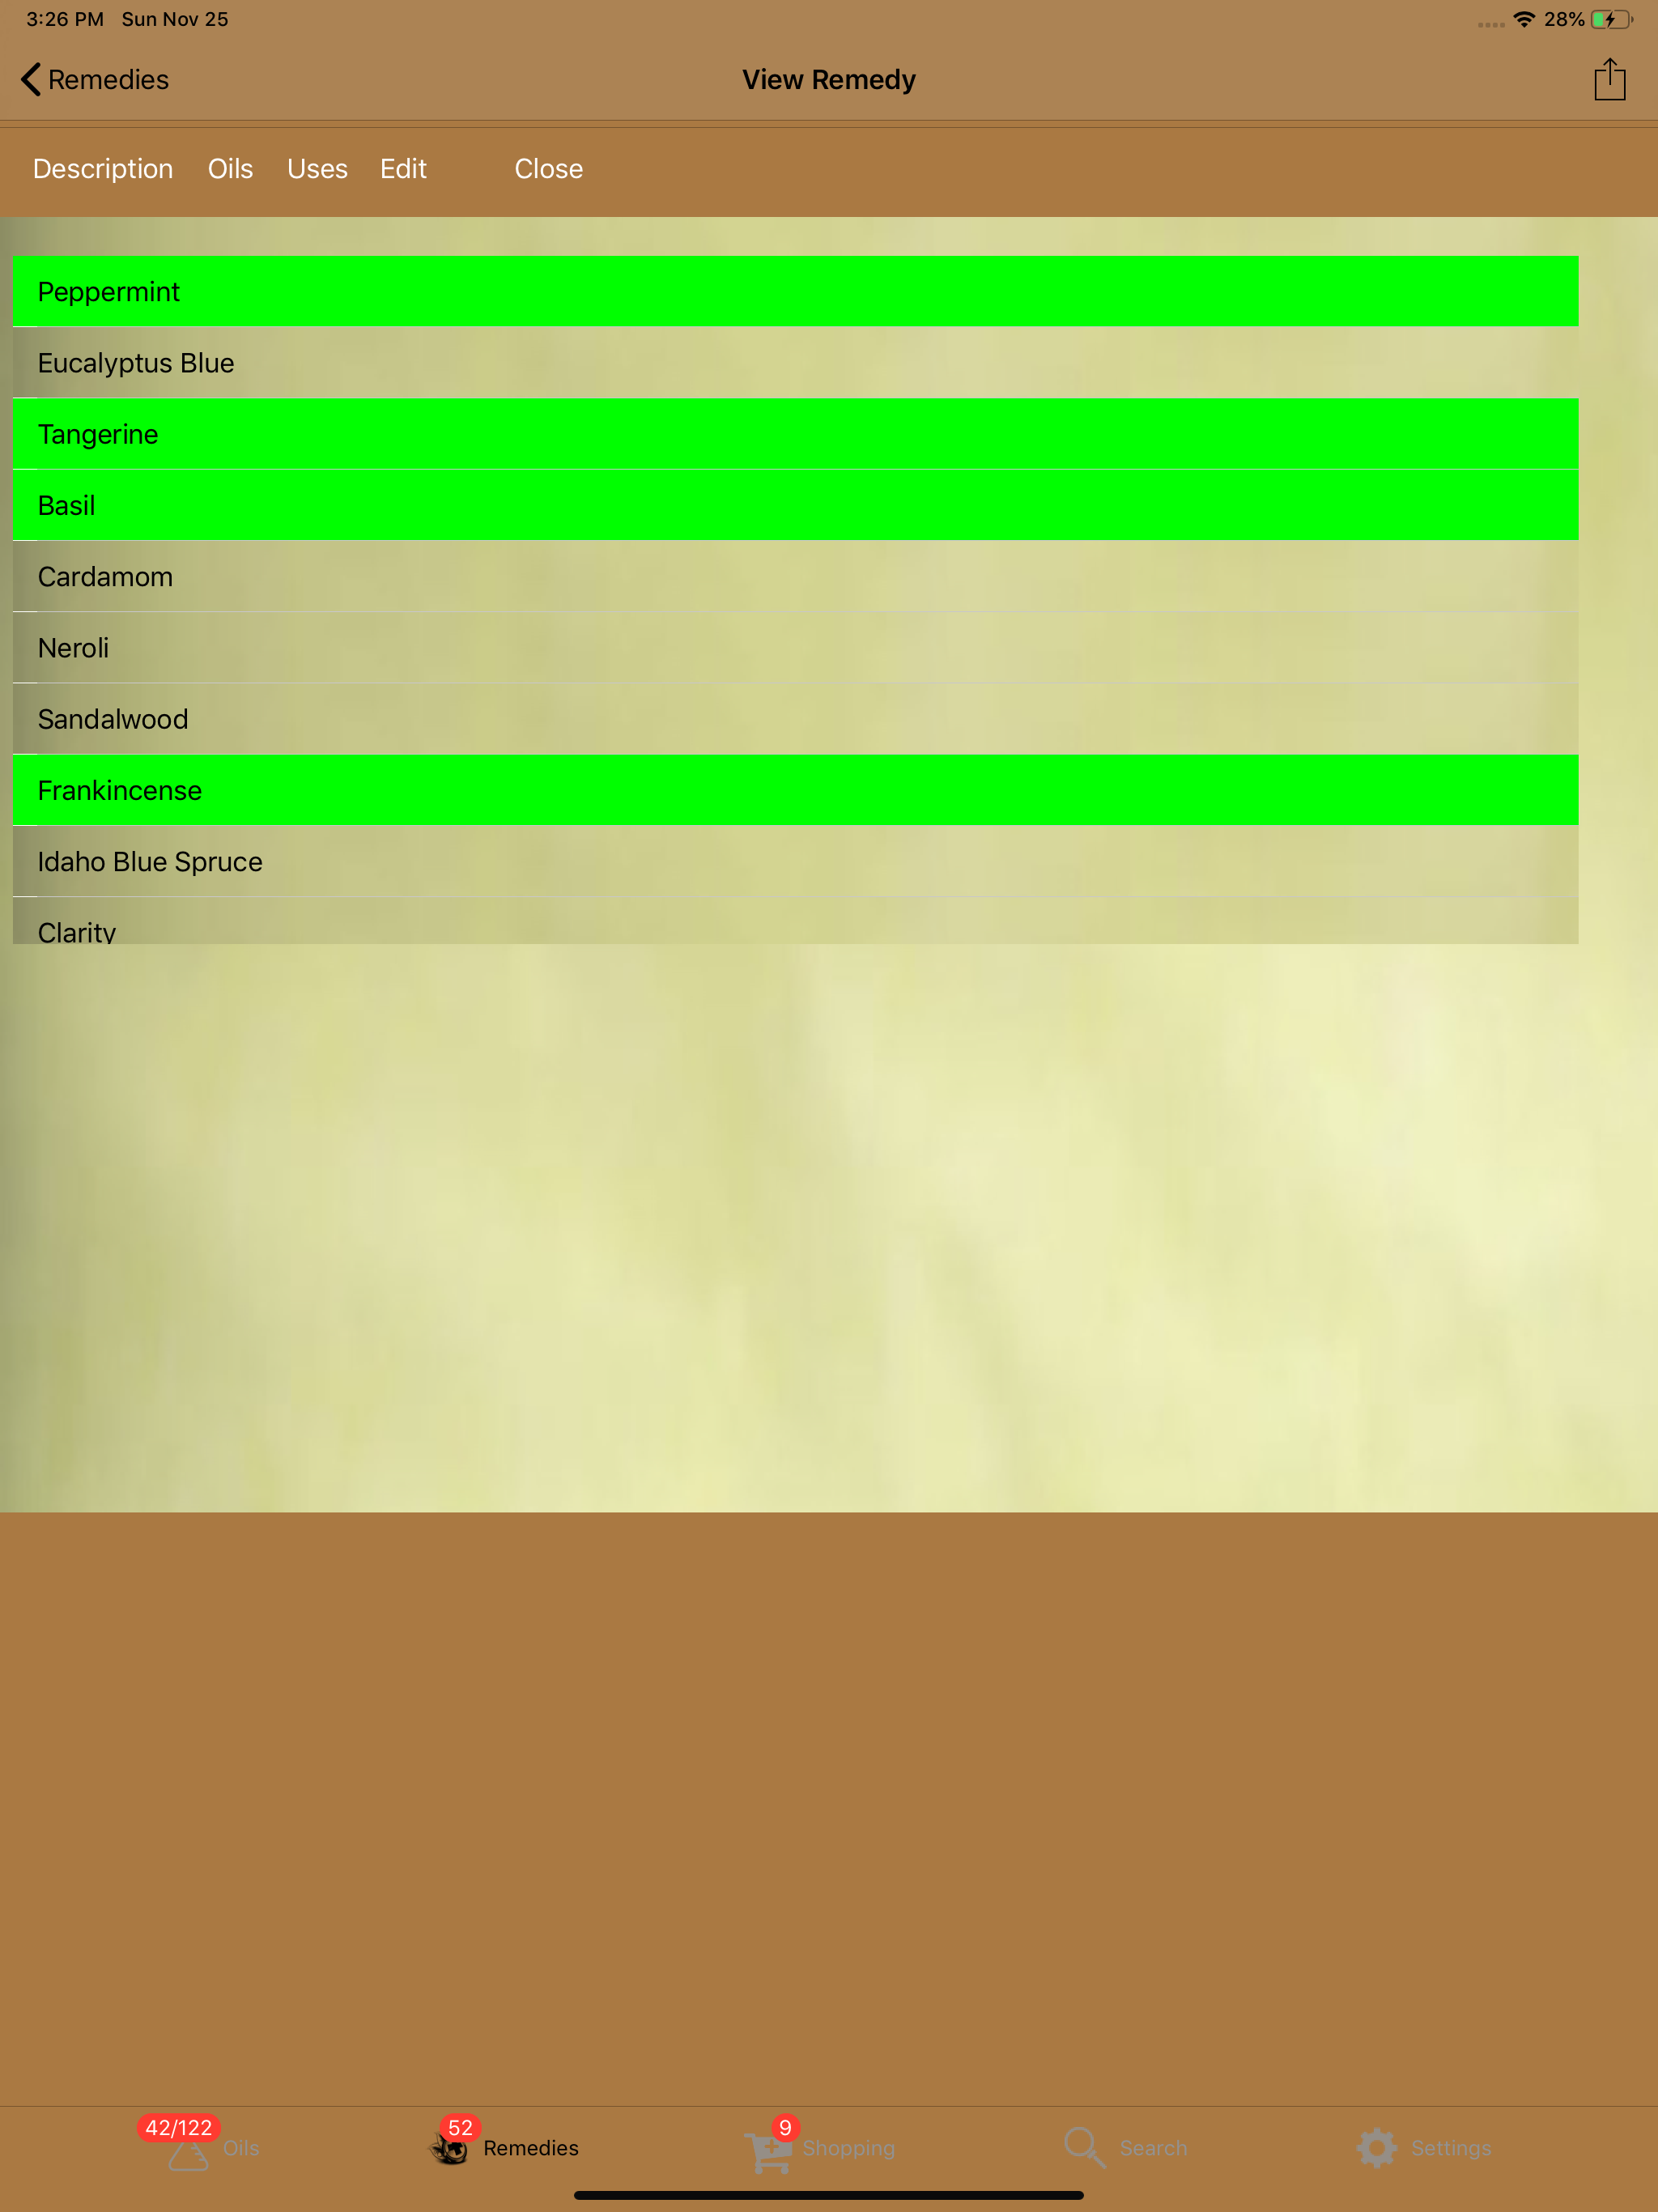 3:26 PM Sun Nov 25 28%
Remedies View Remedy
Description Oils Uses Edit Close
Peppermint
Eucalyptus Blue
Tangerine
Basil
Cardamom
Neroli
Sandalwood
Frankincense
Idaho Blue Spruce
Clarity
42/122 Oils 52 Remedies 9 Shopping Search Settings